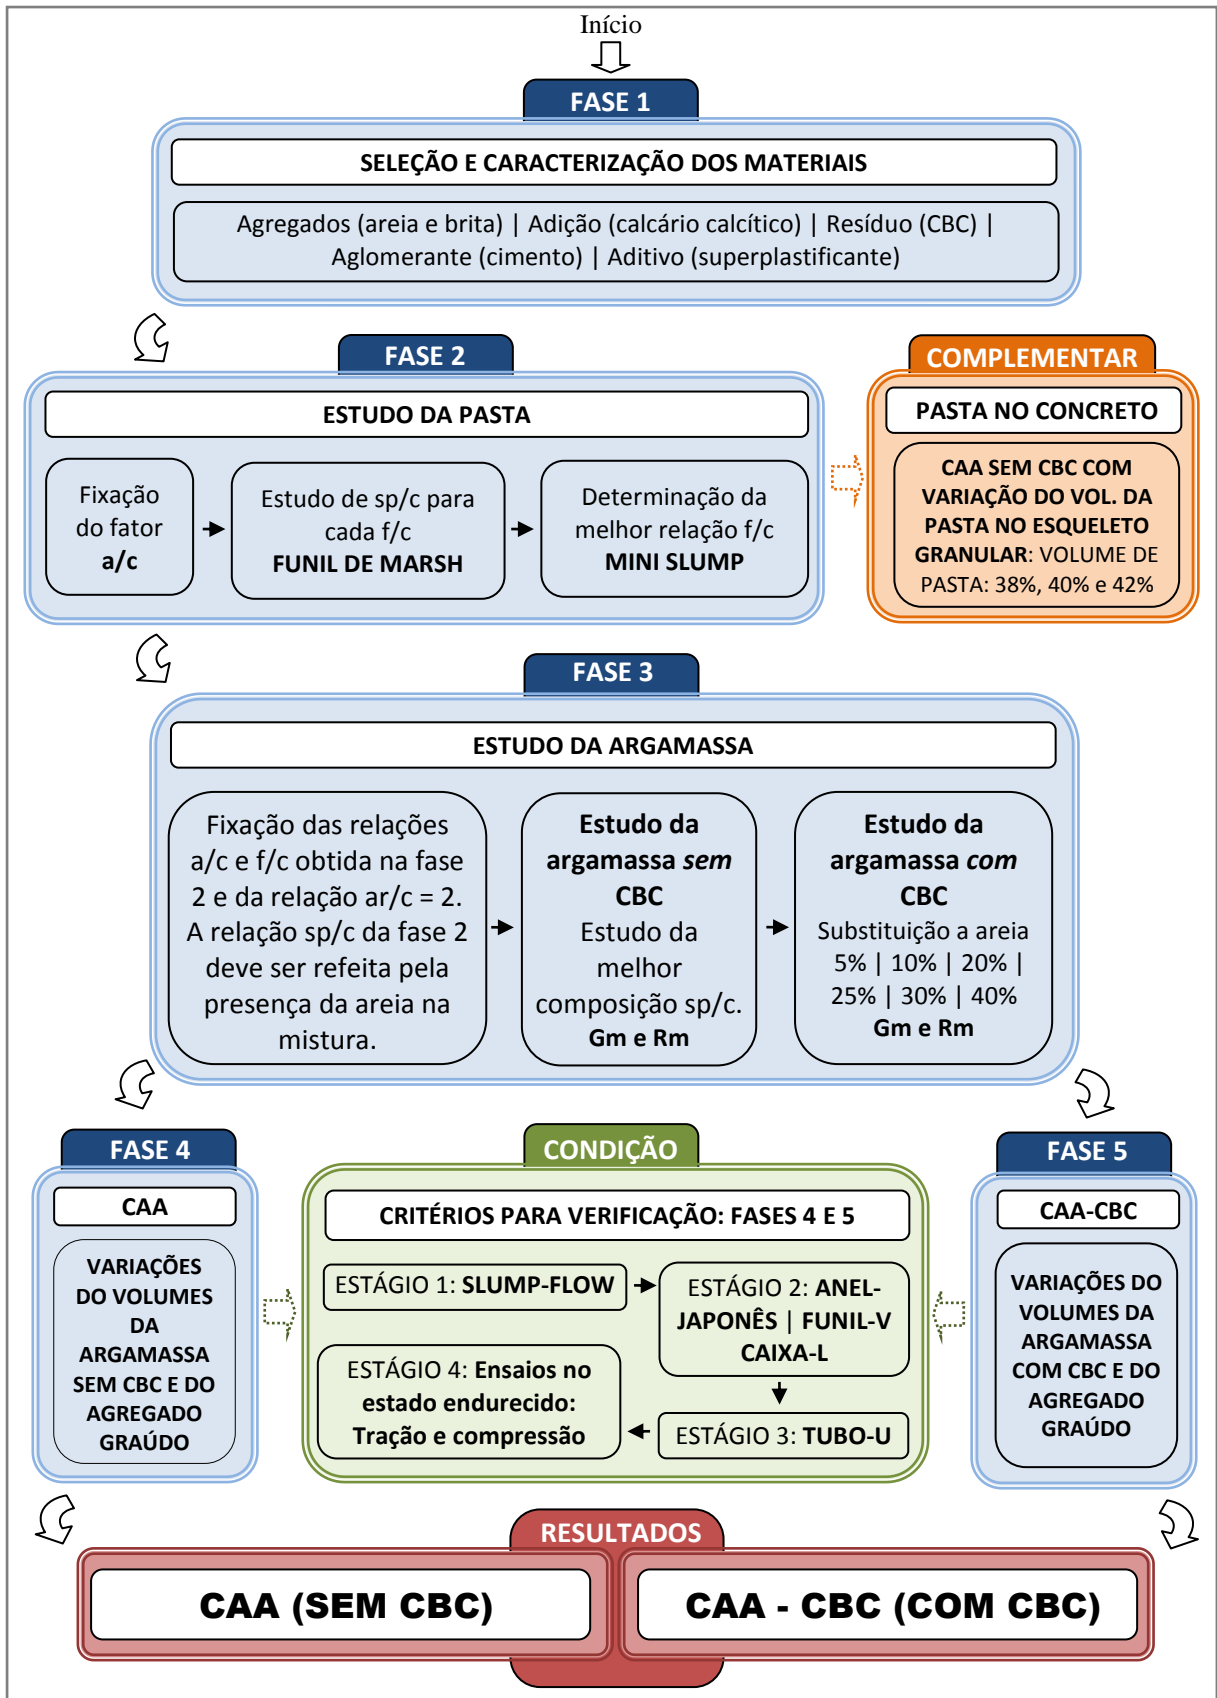 Início
FASE 1
SELEÇÃO E CARACTERIZAÇÃO DOS MATERIAIS
Agregados (areia e brita) | Adição (calcário calcítico) | Resíduo (CBC) |
Aglomerante (cimento) | Aditivo (superplastificante)
FASE 2
ESTUDO DA PASTA
Fixação
do fator
a/c
Estudo de sp/c para
cada f/c
FUNIL DE MARSH
Determinação da
melhor relação f/c
MINI SLUMP
COMPLEMENTAR
PASTA NO CONCRETO
CAA SEM CBC COM
VARIAÇÃO DO VOL. DA
PASTA NO ESQUELETO
GRANULAR: VOLUME DE
PASTA: 38%, 40% e 42%
FASE 3
ESTUDO DA ARGAMASSA
Fixação das relações
a/c e f/c obtida na fase
2 e da relação ar/c = 2.
A relação sp/c da fase 2
deve ser refeita pela
presença da areia na
mistura.
Estudo da
argamassa sem
CBC
Estudo da
melhor
composição sp/c.
Gm e Rm
Estudo da
argamassa com
CBC
Substituição a areia
5% | 10% | 20% |
25% | 30% | 40%
Gm e Rm
FASE 4
CAA
VARIAÇÕES
DO VOLUMES
DA
ARGAMASSA
SEM CBC E DO
AGREGADO
GRAÚDO
CONDIÇÃO
CRITÉRIOS PARA VERIFICAÇÃO: FASES 4 E 5
ESTÁGIO 1: SLUMP-FLOW
ESTÁGIO 2: ANEL-
JAPONÊS | FUNIL-V
CAIXA-L
ESTÁGIO 3: TUBO-U
ESTÁGIO 4: Ensaios no
estado endurecido:
Tração e compressão
FASE 5
CAA-CBC
VARIAÇÕES DO
VOLUMES DA
ARGAMASSA
COM CBC E DO
AGREGADO
GRAÚDO
RESULTADOS
CAA (SEM CBC)
CAA - CBC (COM CBC)